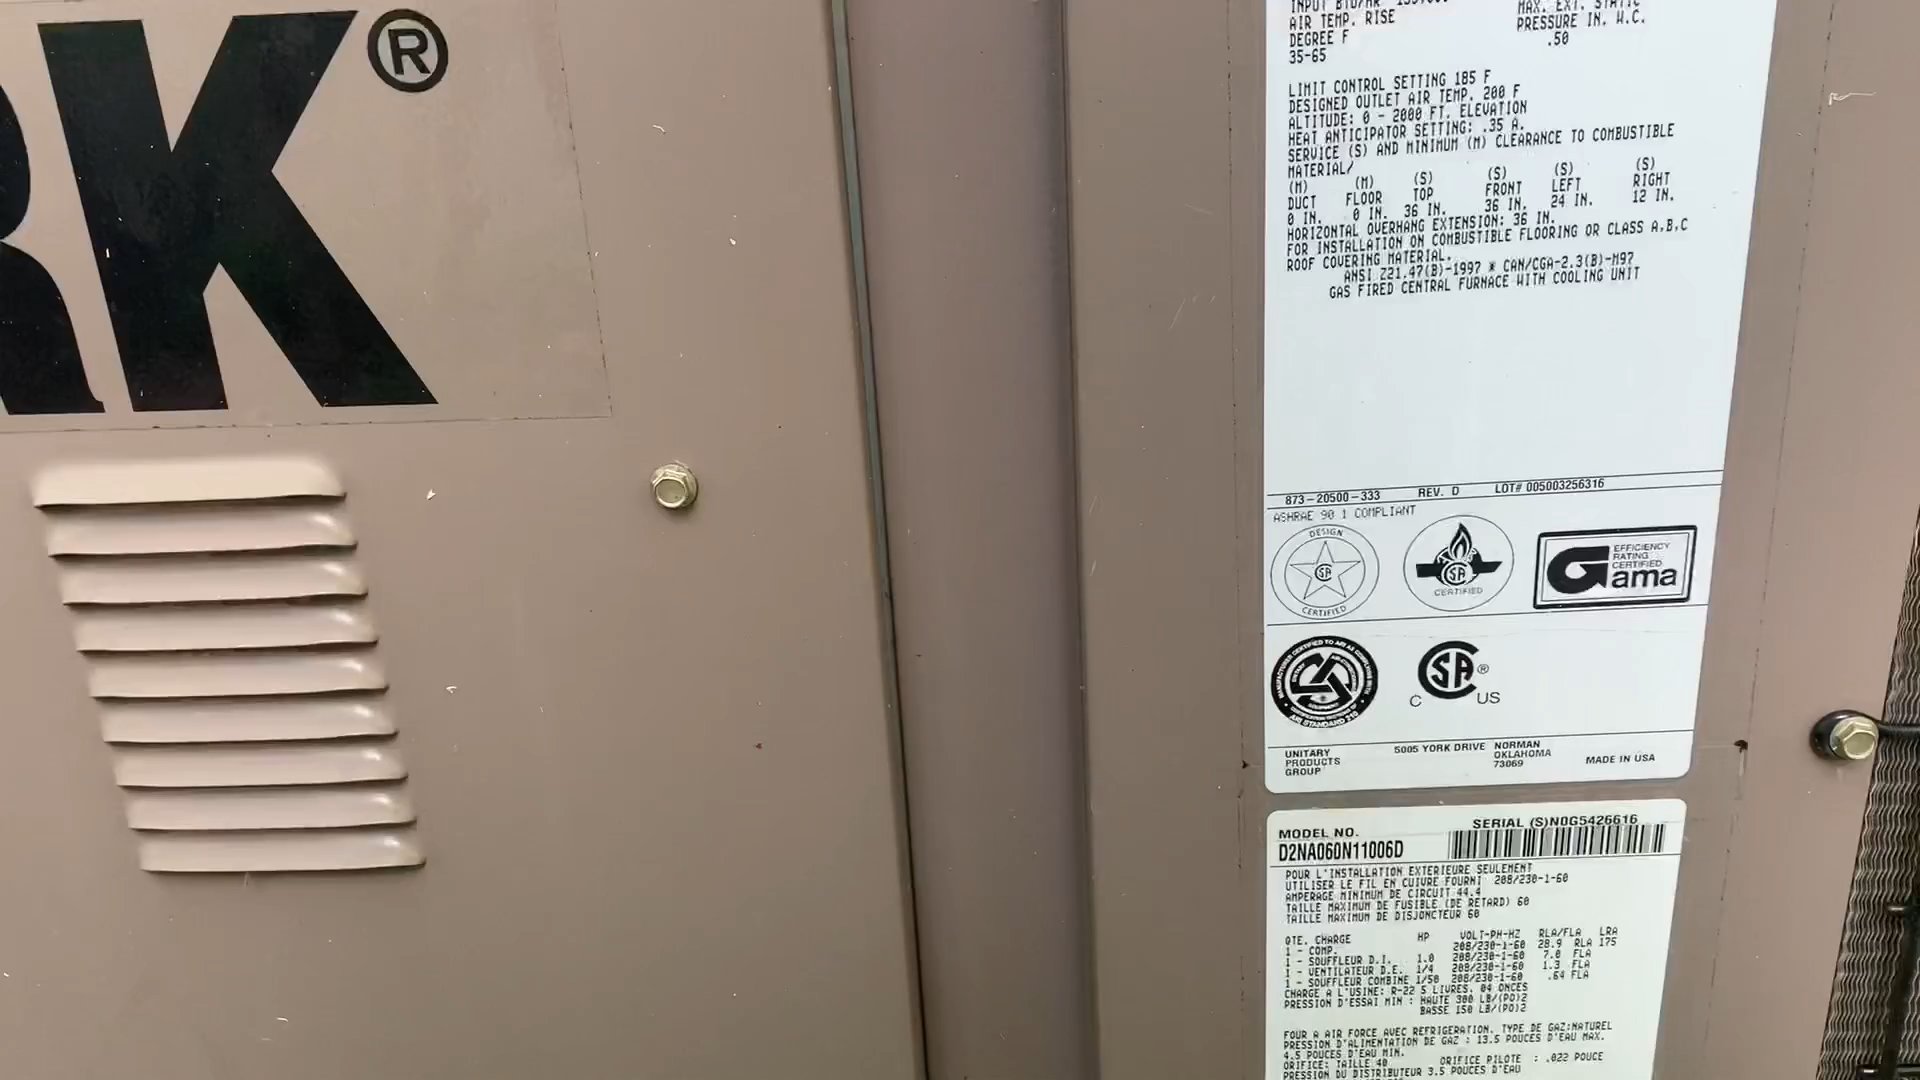 RK®
INPUT BTU/HR
AIR TEMP. RISE
DEGREE F
35-65
MAX. EXT. STATIC
PRESSURE IN. W.C.
.50
LIMIT CONTROL SETTING 185 F
DESIGNED OUTLET AIR TEMP. 200 F
ALTITUDE: 0 - 2000 FT. ELEVATION
HEAT ANTICIPATOR SETTING: .35 A.
SERVICE (S) AND MINIMUM (M) CLEARANCE TO COMBUSTIBLE
MATERIAL/
(M) (M) (S) (S) (S) (S)
DUCT FLOOR TOP FRONT LEFT RIGHT
0 IN. 0 IN. 36 IN. 36 IN. 24 IN. 12 IN.
HORIZONTAL OVERHANG EXTENSION: 36 IN.
FOR INSTALLATION ON COMBUSTIBLE FLOORING OR CLASS A,B,C
ROOF COVERING MATERIAL.
ANSI Z21.47(B)-1997 * CAN/CGA-2.3(B)-M97
GAS FIRED CENTRAL FURNACE WITH COOLING UNIT
873-20500-333 REV. D LOT# 005003256316
ASHRAE 90 1 COMPLIANT
DESIGN
SA
CERTIFIED
SA
CERTIFIED
EFFICIENCY
RATING
CERTIFIED
Gama
ARI STANDARD 210
CSA®
C US
UNITARY
PRODUCTS
GROUP
5005 YORK DRIVE
NORMAN
OKLAHOMA
73069
MADE IN USA
MODEL NO. SERIAL (S)N0G5426616
D2NA060N11006D
POUR L'INSTALLATION EXTERIEURE SEULEMENT
UTILISER LE FIL EN CUIVRE FOURNI 208/230-1-60
AMPERAGE MINIMUM DE CIRCUIT 44.4
TAILLE MAXIMUM DE FUSIBLE (DE RETARD) 60
TAILLE MAXIMUM DE DISJONCTEUR 60
QTE. CHARGE HP VOLT-PH-HZ RLA/FLA LRA
1 - COMP. 208/230-1-60 28.9 RLA 175
1 - SOUFFLEUR D.I. 1.0 208/230-1-60 7.0 FLA
1 - VENTILATEUR D.E. 1/4 208/230-1-60 1.3 FLA
1 - SOUFFLEUR COMBINE 1/50 208/230-1-60 .64 FLA
CHARGE A L'USINE: R-22 5 LIVRES, 04 ONCES
PRESSION D'ESSAI MIN : HAUTE 300 LB/(PO)2
BASSE 150 LB/(PO)2
FOUR A AIR FORCE AVEC REFRIGERATION, TYPE DE GAZ:NATUREL
PRESSION D'ALIMENTATION DE GAZ : 13.5 POUCES D'EAU MAX.
4.5 POUCES D'EAU MIN.
ORIFICE: TAILLE 40 ORIFICE PILOTE : .022 POUCE
PRESSION DU DISTRIBUTEUR 3.5 POUCES D'EAU